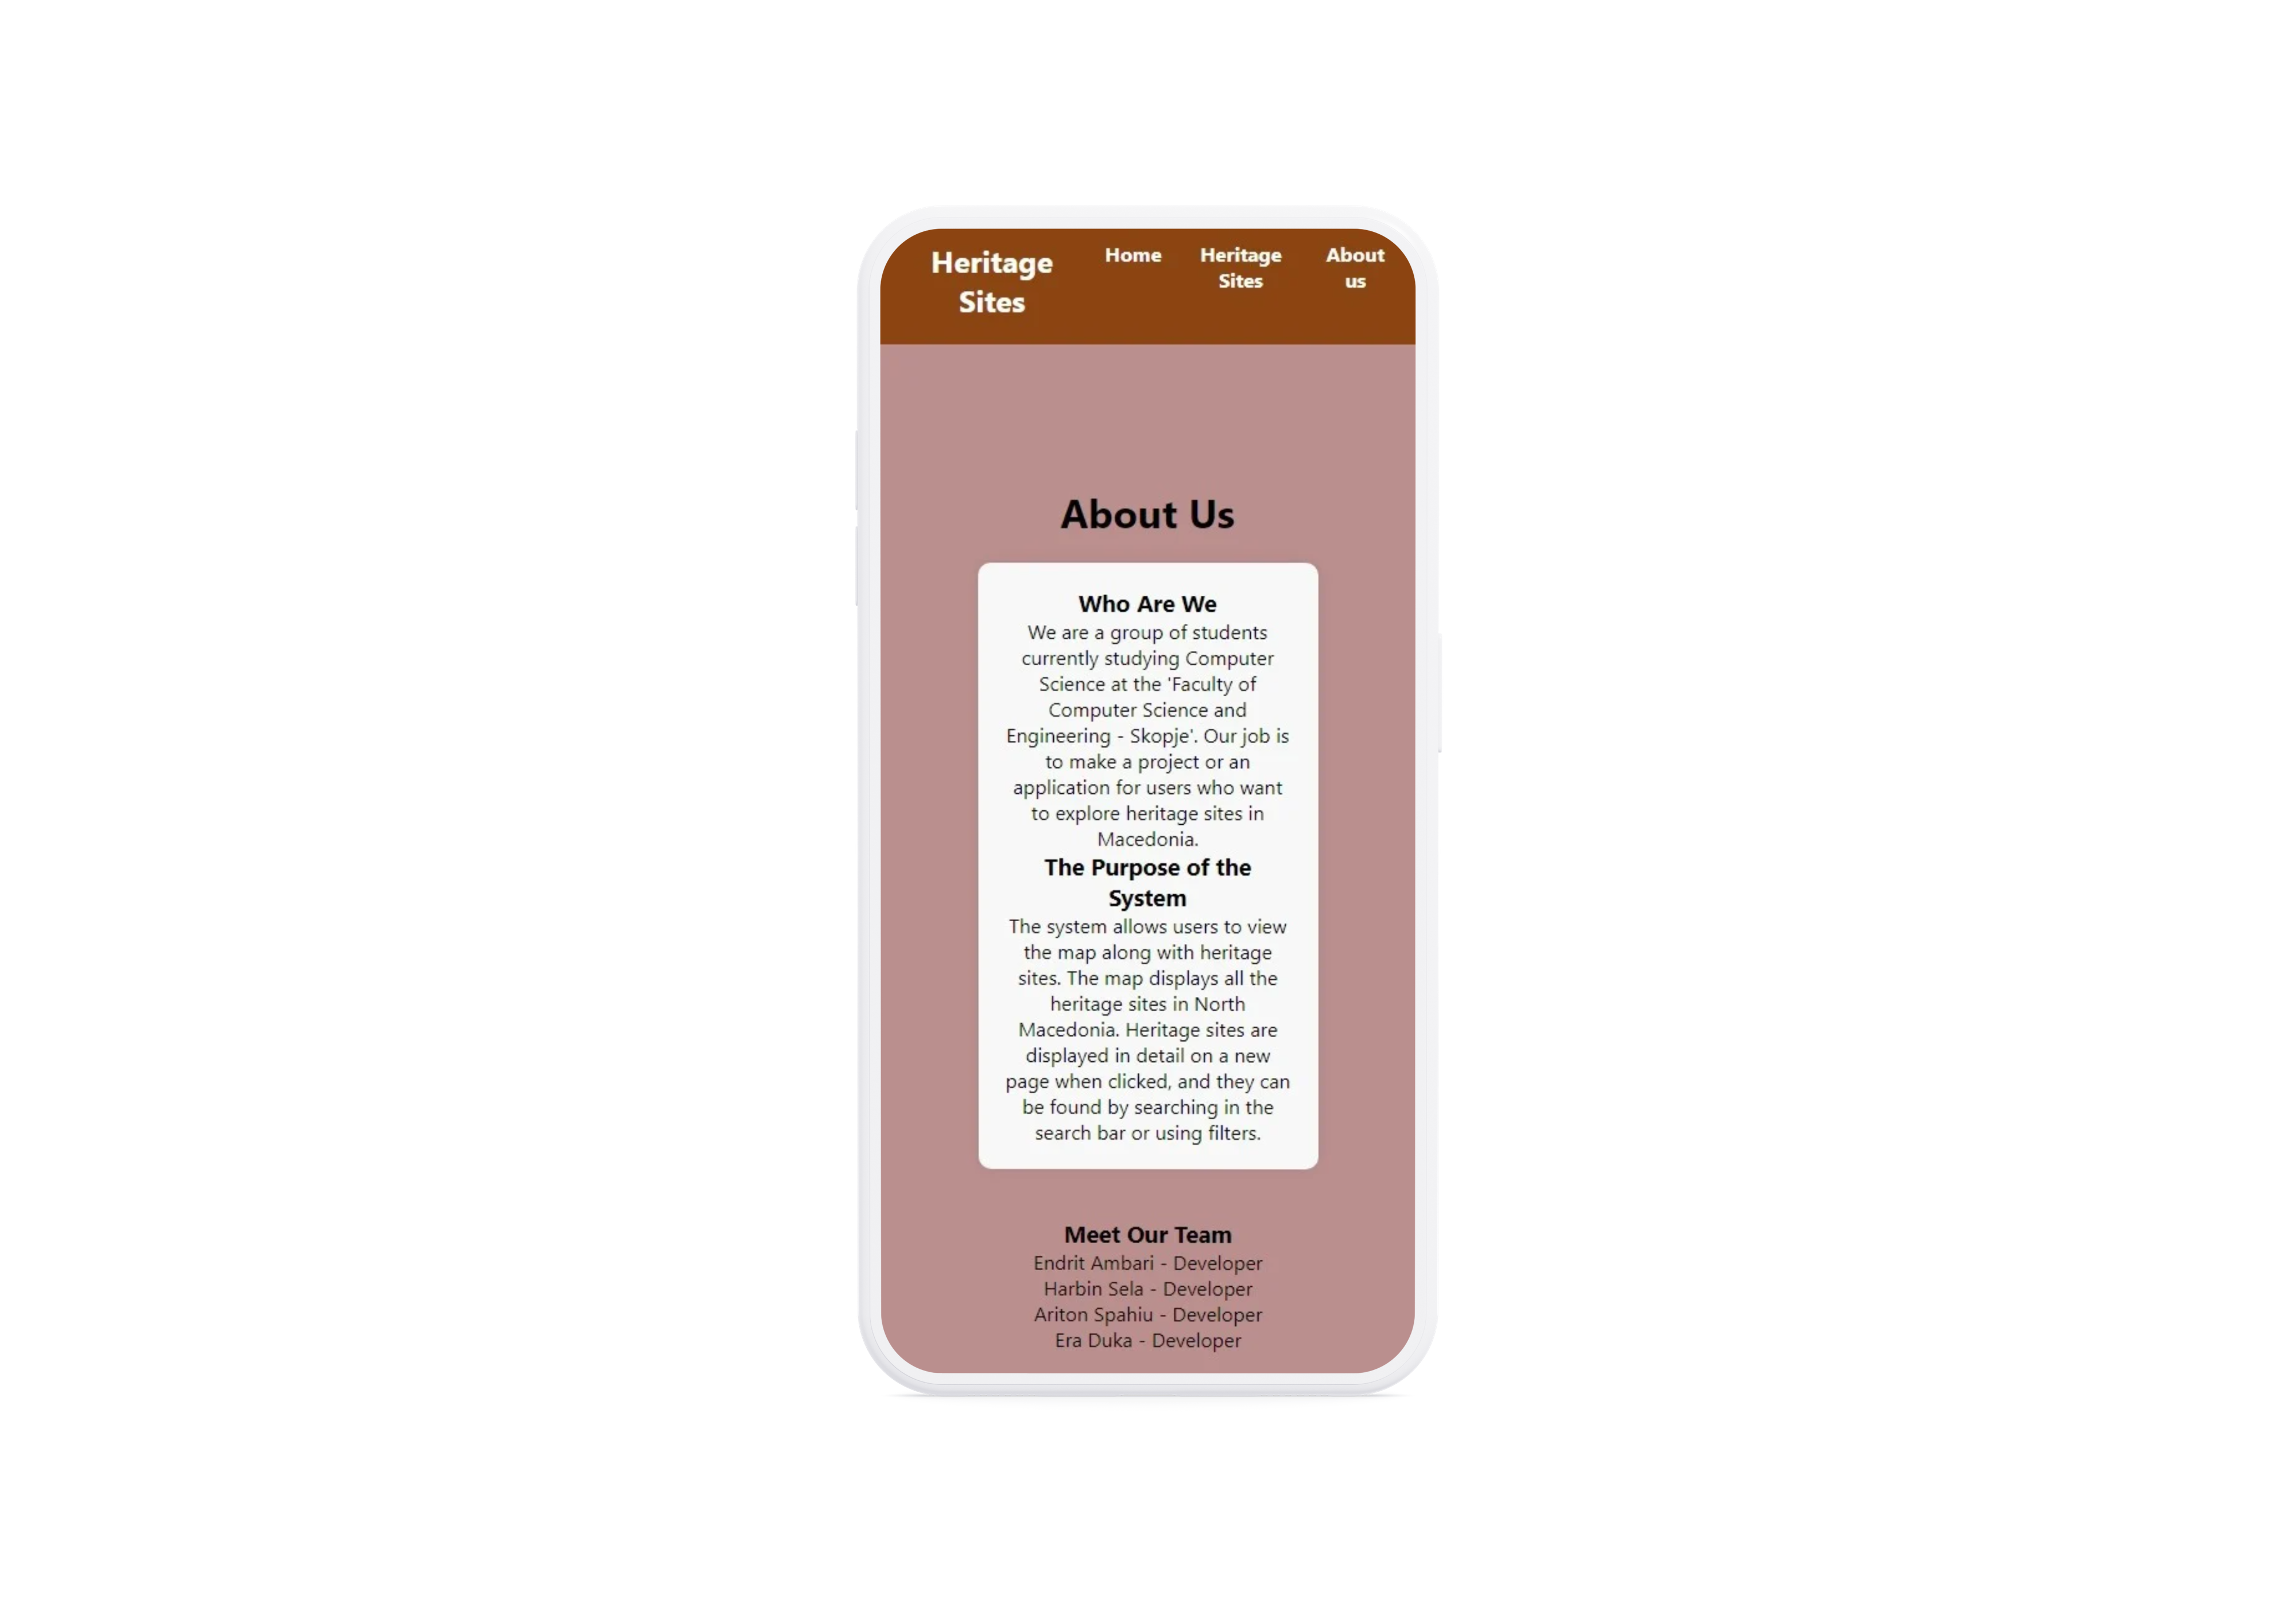 Heritage
Sites
Home
Heritage
Sites
About
us
About Us
Who Are We
We are a group of students
currently studying Computer
Science at the 'Faculty of
Computer Science and
Engineering - Skopje'. Our job is
to make a project or an
application for users who want
to explore heritage sites in
Macedonia.
The Purpose of the
System
The system allows users to view
the map along with heritage
sites. The map displays all the
heritage sites in North
Macedonia. Heritage sites are
displayed in detail on a new
page when clicked, and they can
be found by searching in the
search bar or using filters.
Meet Our Team
Endrit Ambari - Developer
Harbin Sela - Developer
Ariton Spahiu - Developer
Era Duka - Developer